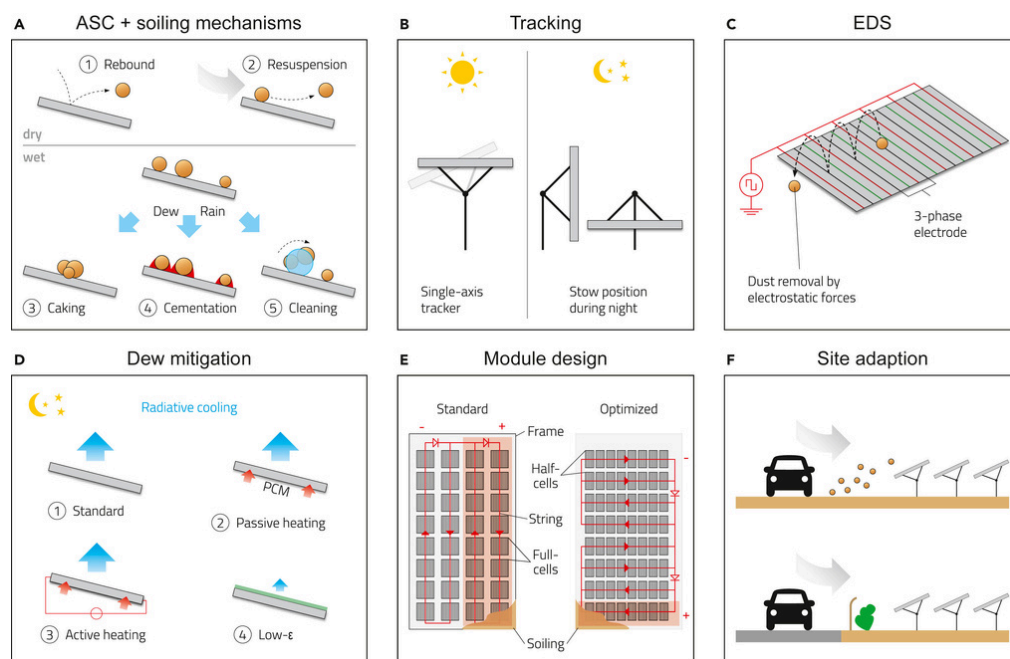 A ASC + soiling mechanisms
① Rebound
② Resuspension
dry
wet
Dew Rain
③ Caking
④ Cementation
⑤ Cleaning
B Tracking
Single-axis
tracker
Stow position
during night
C EDS
3-phase
electrode
Dust removal by
electrostatic forces
D Dew mitigation
Radiative cooling
① Standard
PCM
② Passive heating
③ Active heating
④ Low-ε
E Module design
Standard
Optimized
- +
Frame
Half-
cells
String
Full-
cells
Soiling
-
+
F Site adaption